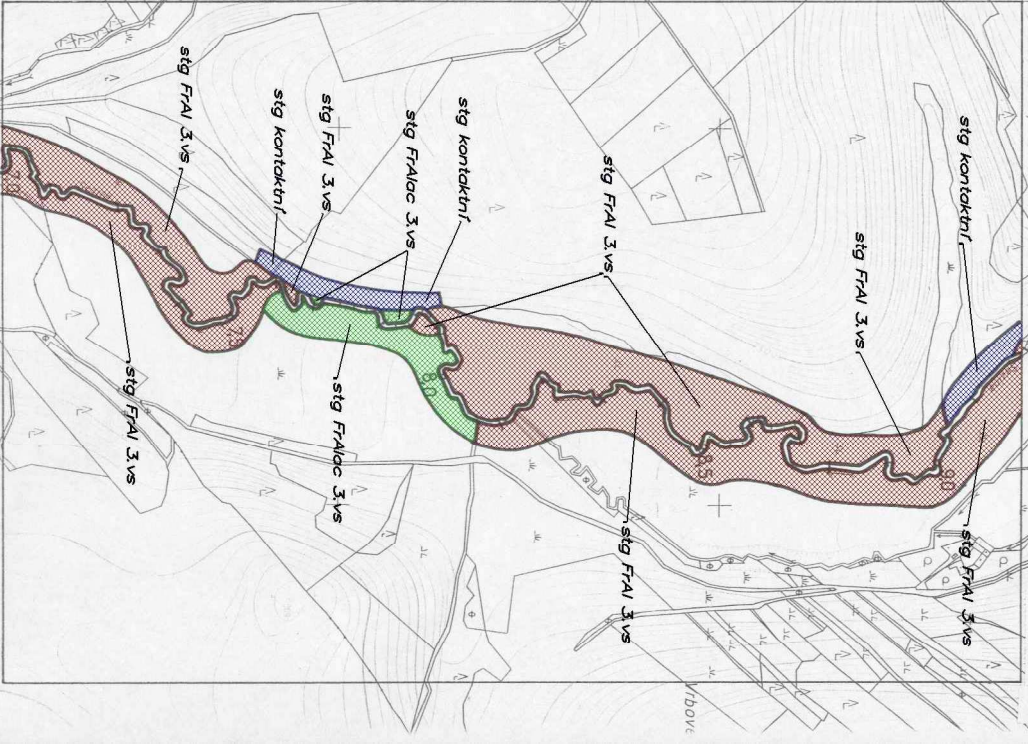 stg FrAl 3.vs
stg kontaktní
stg FrAl 3.vs
stg FrAlac 3.vs
stg kontaktní
stg FrAl 3.vs
stg FrAl 3.vs
stg kontaktní
stg FrAl 3.vs
stg FrAlac 3.vs
stg FrAl 3.vs
stg FrAl 3.vs
7.5
8.0
8.5
9.0